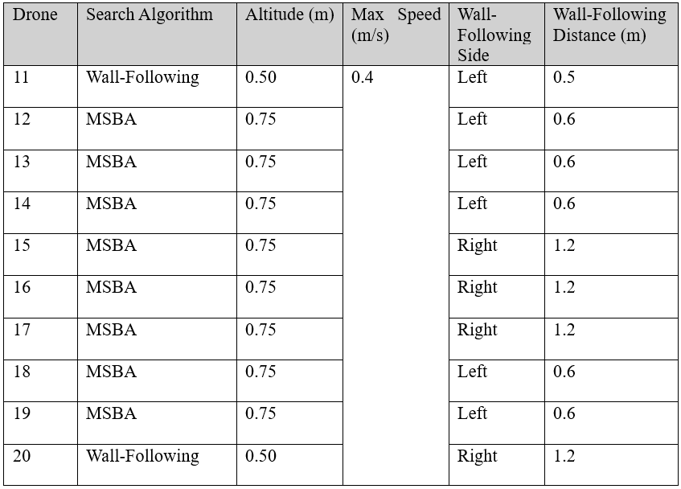 Drone Search Algorithm Altitude (m) Max Speed (m/s) Wall-Following Side Wall-Following Distance (m)
11 Wall-Following 0.50 0.4 Left 0.5
12 MSBA 0.75 Left 0.6
13 MSBA 0.75 Left 0.6
14 MSBA 0.75 Left 0.6
15 MSBA 0.75 Right 1.2
16 MSBA 0.75 Right 1.2
17 MSBA 0.75 Right 1.2
18 MSBA 0.75 Left 0.6
19 MSBA 0.75 Left 0.6
20 Wall-Following 0.50 Right 1.2